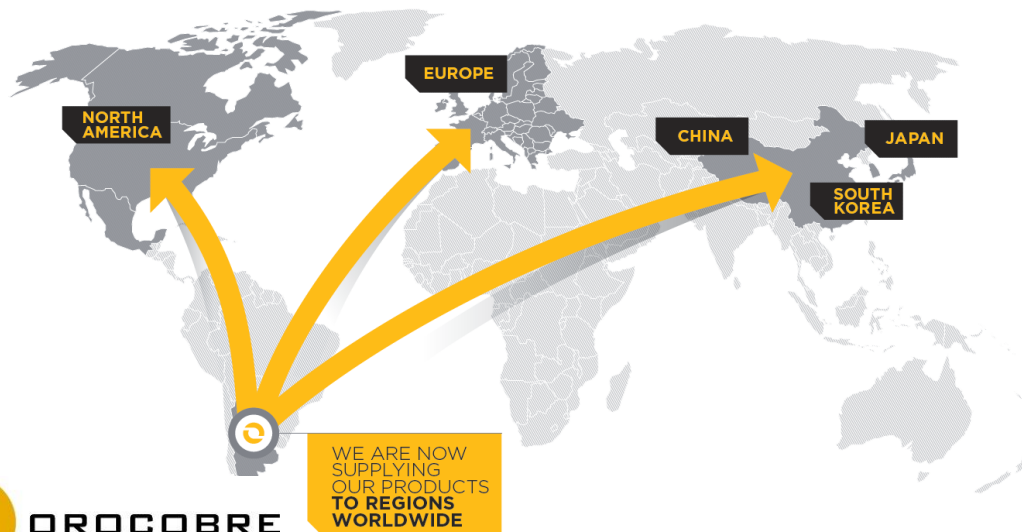 EUROPE
NORTH
AMERICA
CHINA
JAPAN
SOUTH
KOREA
WE ARE NOW
SUPPLYING
OUR PRODUCTS
TO REGIONS
WORLDWIDE
OROCOBRE